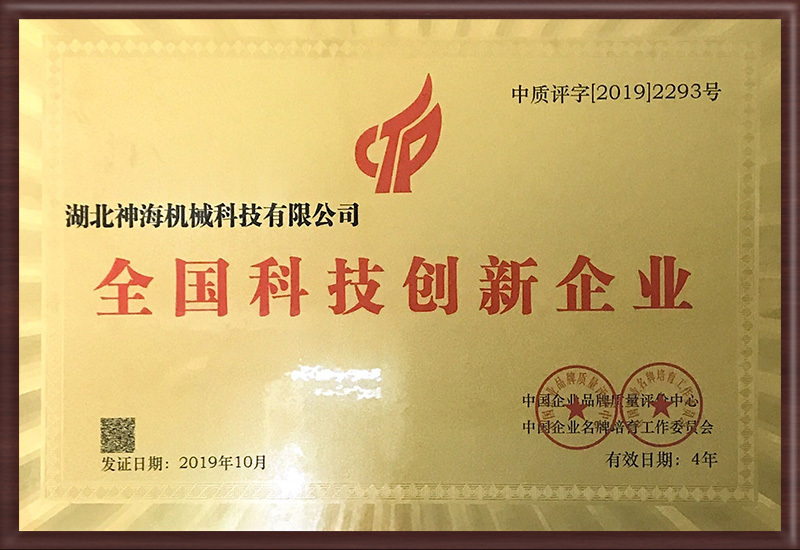 中质评字[2019]2293号
CTP
湖北神海机械科技有限公司
全国科技创新企业
中国企业品牌质量评价中心
中国企业名牌培育工作委员会
发证日期：2019年10月
有效日期：4年